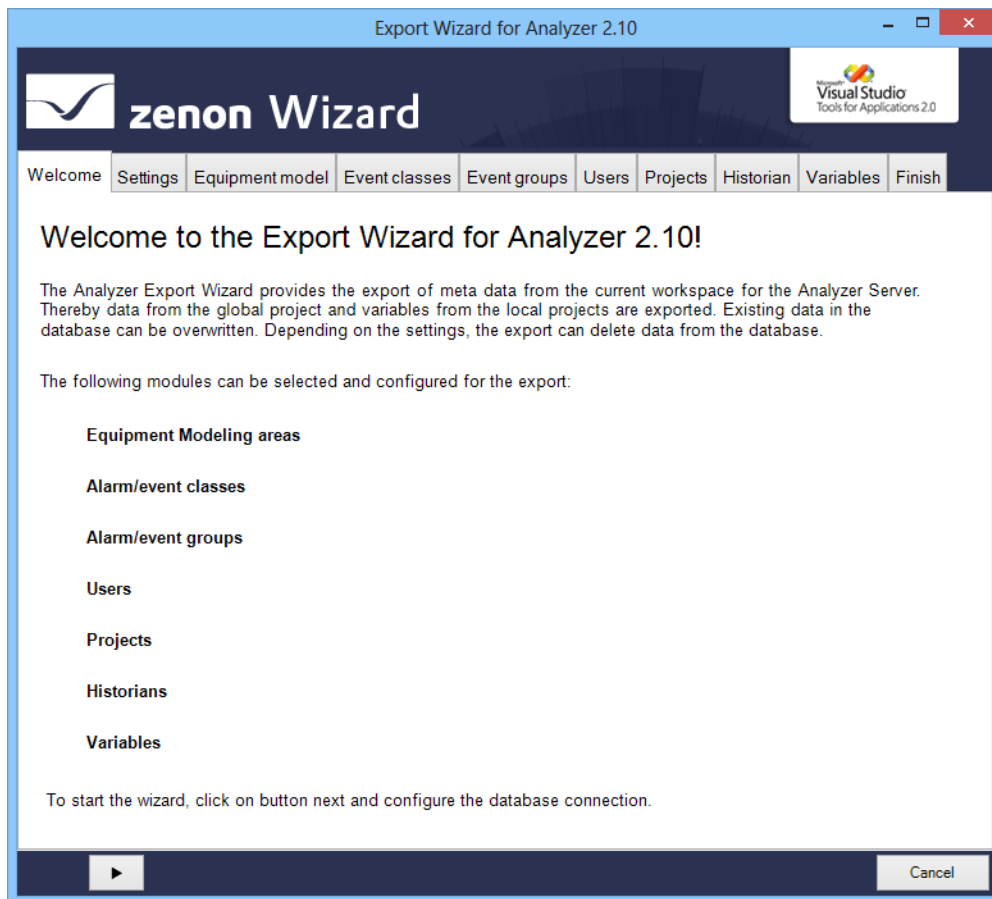 Export Wizard for Analyzer 2.10
zenon Wizard
Microsoft
Visual Studio
Tools for Applications 2.0
Welcome Settings Equipment model Event classes Event groups Users Projects Historian Variables Finish
Welcome to the Export Wizard for Analyzer 2.10!
The Analyzer Export Wizard provides the export of meta data from the current workspace for the Analyzer Server.
Thereby data from the global project and variables from the local projects are exported. Existing data in the
database can be overwritten. Depending on the settings, the export can delete data from the database.
The following modules can be selected and configured for the export:
Equipment Modeling areas
Alarm/event classes
Alarm/event groups
Users
Projects
Historians
Variables
To start the wizard, click on button next and configure the database connection.
Cancel